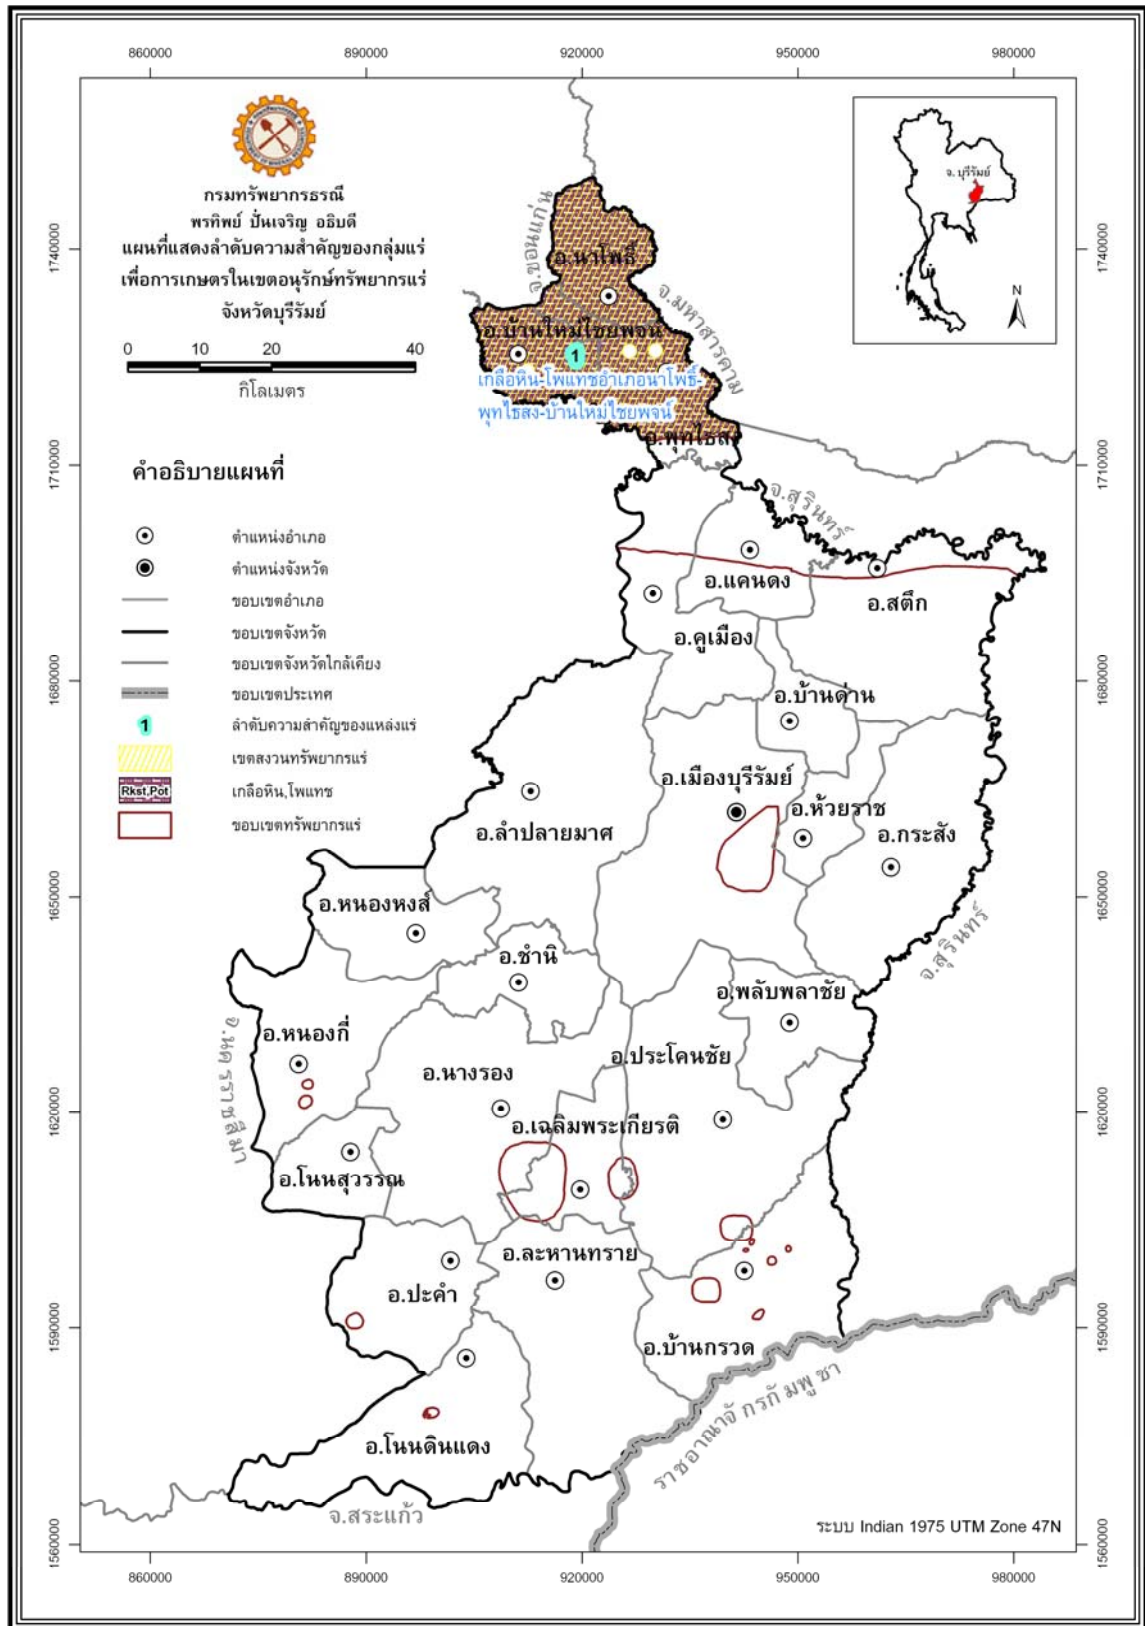 860000 890000 920000 950000 980000
กรมทรัพยากรธรณี
พรทิพย์ ปั่นเจริญ อธิบดี
แผนที่แสดงลำดับความสำคัญของกลุ่มแร่
เพื่อการเกษตรในเขตอนุรักษ์ทรัพยากรแร่
จังหวัดบุรีรัมย์
0 10 20 40
กิโลเมตร
จ. บุรีรัมย์
N
1740000 1740000
จ.ขอนแก่น
อ.นาโพธิ์
จ.มหาสารคาม
อ.บ้านใหม่ไชยพจน์
1
เกลือหิน-โพแทชอำเภอนาโพธิ์-
พุทไธสง-บ้านใหม่ไชยพจน์
อ.พุทไธสง
1710000 1710000
คำอธิบายแผนที่
ตำแหน่งอำเภอ
ตำแหน่งจังหวัด
ขอบเขตอำเภอ
ขอบเขตจังหวัด
ขอบเขตจังหวัดใกล้เคียง
ขอบเขตประเทศ
1 ลำดับความสำคัญของแหล่งแร่
เขตสงวนทรัพยากรแร่
Rkst,Pot เกลือหิน,โพแทช
ขอบเขตทรัพยากรแร่
จ.สุรินทร์
อ.แคนดง
อ.สตึก
อ.คูเมือง
1680000 1680000
อ.บ้านด่าน
อ.เมืองบุรีรัมย์
อ.ห้วยราช
อ.กระสัง
อ.ลำปลายมาศ
1650000 1650000
อ.หนองหงส์
จ.สุรินทร์
อ.ชำนิ
อ.พลับพลาชัย
อ.หนองกี่
จ.นครราชสีมา
อ.ประโคนชัย
อ.นางรอง
1620000 1620000
อ.เฉลิมพระเกียรติ
อ.โนนสุวรรณ
อ.ละหานทราย
อ.ปะคำ
1590000 1590000
อ.บ้านกรวด
ราชอาณาจักรกัมพูชา
อ.โนนดินแดง
จ.สระแก้ว
ระบบ Indian 1975 UTM Zone 47N
1560000 1560000
860000 890000 920000 950000 980000